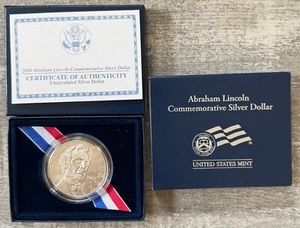 2009 Abraham Lincoln Commemorative Silver Dollar
CERTIFICATE OF AUTHENTICITY
Uncirculated Silver Dollar
Abraham Lincoln
Commemorative Silver Dollar
UNITED STATES MINT